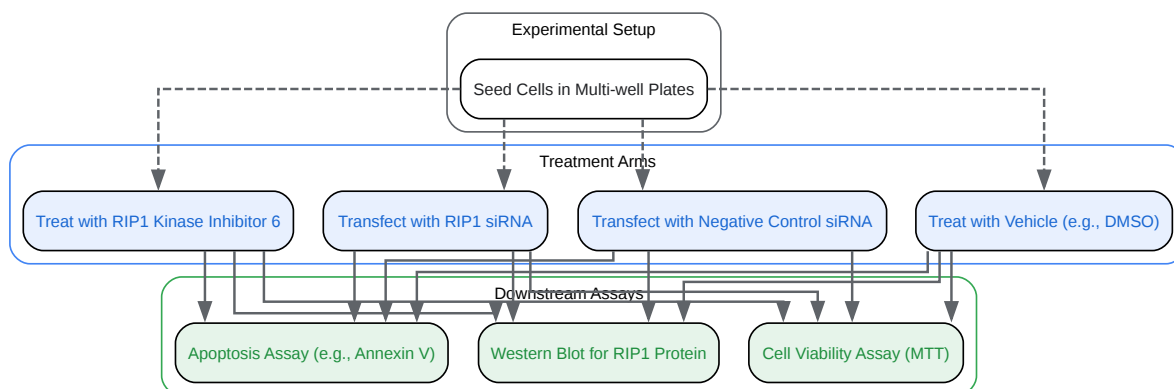 Experimental Setup
Seed Cells in Multi-well Plates
Treatment Arms
Treat with RIP1 Kinase Inhibitor 6
Transfect with RIP1 siRNA
Transfect with Negative Control siRNA
Treat with Vehicle (e.g., DMSO)
Downstream Assays
Apoptosis Assay (e.g., Annexin V)
Western Blot for RIP1 Protein
Cell Viability Assay (MTT)